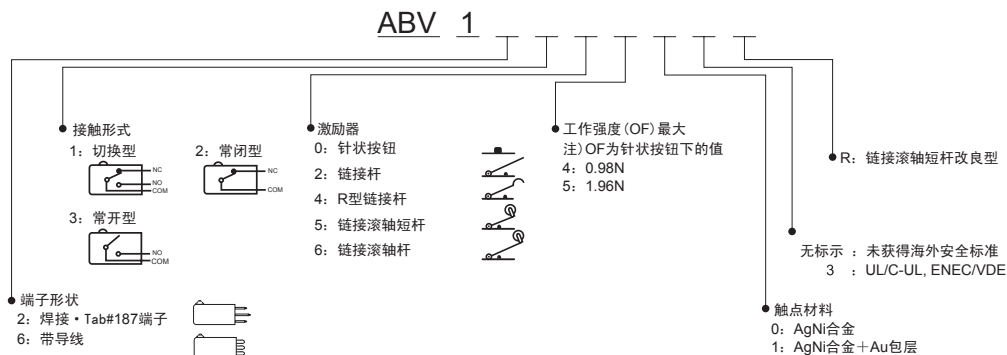 ABV 1
接触形式
1: 切换型
NC
NO
COM
2: 常闭型
NC
COM
3: 常开型
NO
COM
激励器
0: 针状按钮
2: 链接杆
4: R型链接杆
5: 链接滚轴短杆
6: 链接滚轴杆
工作强度(OF)最大
注)OF为针状按钮下的值
4: 0.98N
5: 1.96N
R: 链接滚轴短杆改良型
无标示 : 未获得海外安全标准
3 : UL/C-UL, ENEC/VDE
端子形状
2: 焊接・Tab#187端子
6: 带导线
触点材料
0: AgNi合金
1: AgNi合金+Au包层